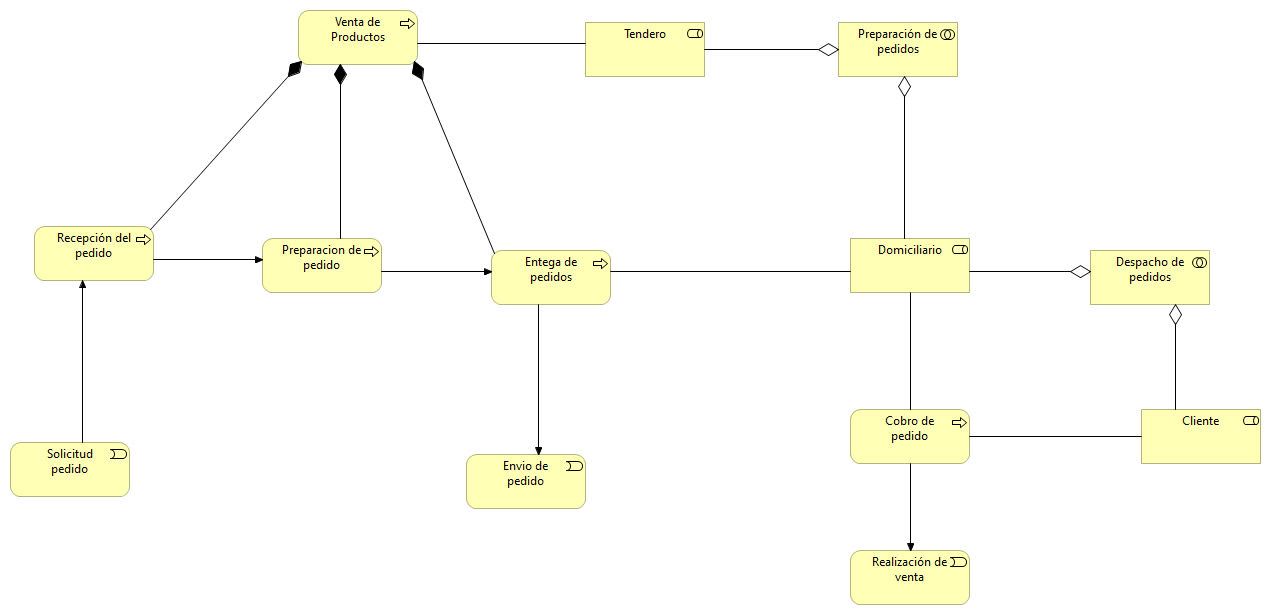 Venta de
Productos
Tendero
Preparación de
pedidos
Recepción del
pedido
Preparacion de
pedido
Entega de
pedidos
Domiciliario
Despacho de
pedidos
Solicitud
pedido
Envio de
pedido
Cobro de
pedido
Cliente
Realización de
venta